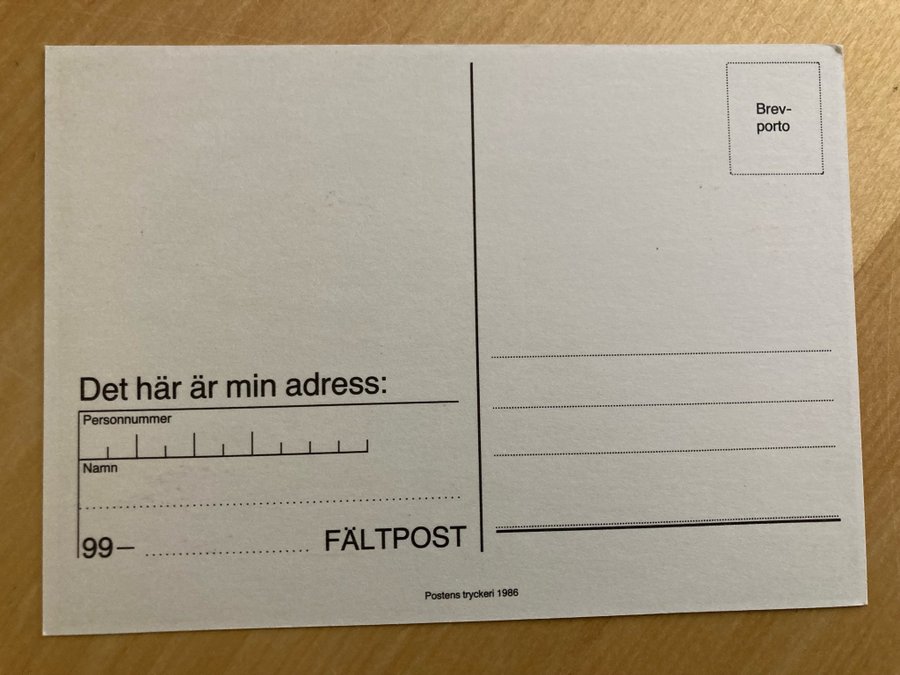 Brev-
porto
Det här är min adress:
Personnummer
Namn
99– FÄLTPOST
Postens tryckeri 1986